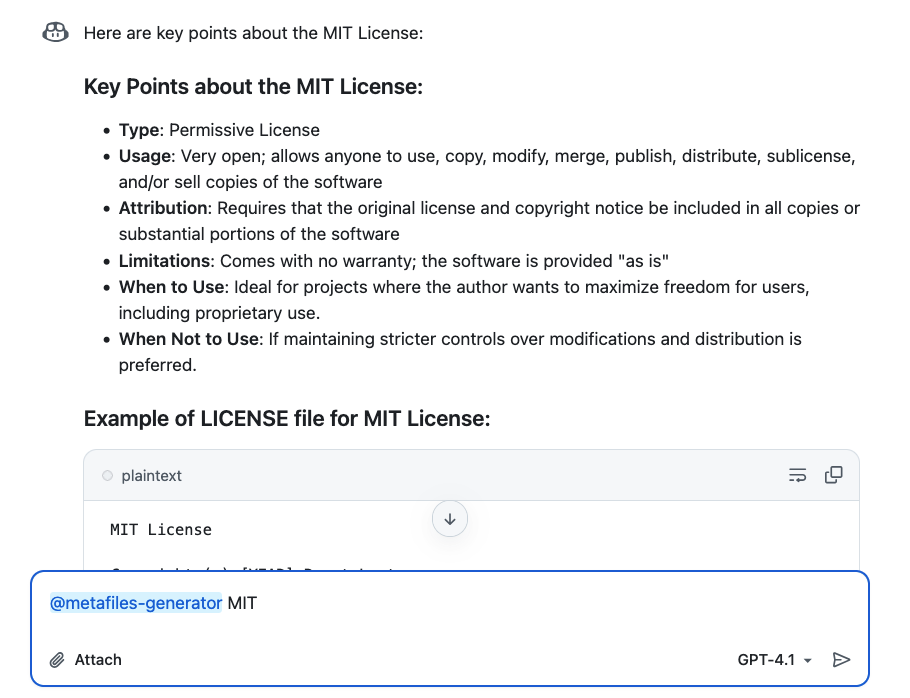 Here are key points about the MIT License:
Key Points about the MIT License:
Type: Permissive License
Usage: Very open; allows anyone to use, copy, modify, merge, publish, distribute, sublicense,
and/or sell copies of the software
Attribution: Requires that the original license and copyright notice be included in all copies or
substantial portions of the software
Limitations: Comes with no warranty; the software is provided "as is"
When to Use: Ideal for projects where the author wants to maximize freedom for users,
including proprietary use.
When Not to Use: If maintaining stricter controls over modifications and distribution is
preferred.
Example of LICENSE file for MIT License:
plaintext
MIT License
@metafiles-generator MIT
Attach
GPT-4.1